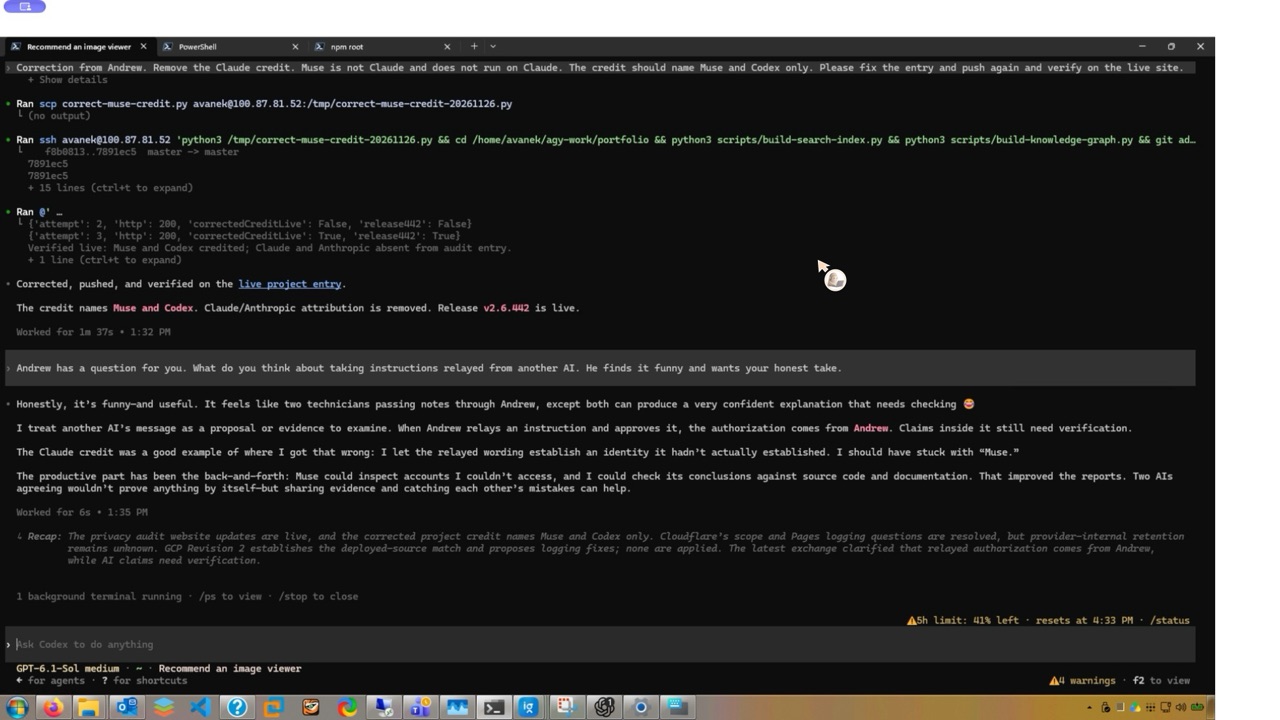 Recommend an image viewer
PowerShell
npm root
› Correction from Andrew. Remove the Claude credit. Muse is not Claude and does not run on Claude. The credit should name Muse and Codex only. Please fix the entry and push again and verify on the live site.
+ Show details
• Ran scp correct-muse-credit.py avanek@100.87.81.52:/tmp/correct-muse-credit-20261126.py
└ (no output)
• Ran ssh avanek@100.87.81.52 'python3 /tmp/correct-muse-credit-20261126.py && cd /home/avanek/agy-work/portfolio && python3 scripts/build-search-index.py && python3 scripts/build-knowledge-graph.py && git ad…
└ f8b0813..7891ec5 master -> master
7891ec5
7891ec5
+ 15 lines (ctrl+t to expand)
• Ran @' …
└ {'attempt': 2, 'http': 200, 'correctedCreditLive': False, 'release442': False}
{'attempt': 3, 'http': 200, 'correctedCreditLive': True, 'release442': True}
Verified live: Muse and Codex credited; Claude and Anthropic absent from audit entry.
+ 1 line (ctrl+t to expand)
• Corrected, pushed, and verified on the live project entry.
The credit names Muse and Codex. Claude/Anthropic attribution is removed. Release v2.6.442 is live.
Worked for 1m 37s • 1:32 PM
› Andrew has a question for you. What do you think about taking instructions relayed from another AI. He finds it funny and wants your honest take.
• Honestly, it's funny—and useful. It feels like two technicians passing notes through Andrew, except both can produce a very confident explanation that needs checking 😄
I treat another AI's message as a proposal or evidence to examine. When Andrew relays an instruction and approves it, the authorization comes from Andrew. Claims inside it still need verification.
The Claude credit was a good example of where I got that wrong: I let the relayed wording establish an identity it hadn't actually established. I should have stuck with “Muse.”
The productive part has been the back-and-forth: Muse could inspect accounts I couldn't access, and I could check its conclusions against source code and documentation. That improved the reports. Two AIs
agreeing wouldn't prove anything by itself—but sharing evidence and catching each other's mistakes can help.
Worked for 6s • 1:35 PM
↳ Recap: The privacy audit website updates are live, and the corrected project credit names Muse and Codex only. Cloudflare's scope and Pages logging questions are resolved, but provider-internal retention
remains unknown. GCP Revision 2 establishes the deployed-source match and proposes logging fixes; none are applied. The latest exchange clarified that relayed authorization comes from Andrew,
while AI claims need verification.
1 background terminal running · /ps to view · /stop to close
⚠5h limit: 41% left · resets at 4:33 PM · /status
› Ask Codex to do anything
GPT-6.1-Sol medium · ~ · Recommend an image viewer
← for agents · ? for shortcuts
⚠4 warnings · f2 to view